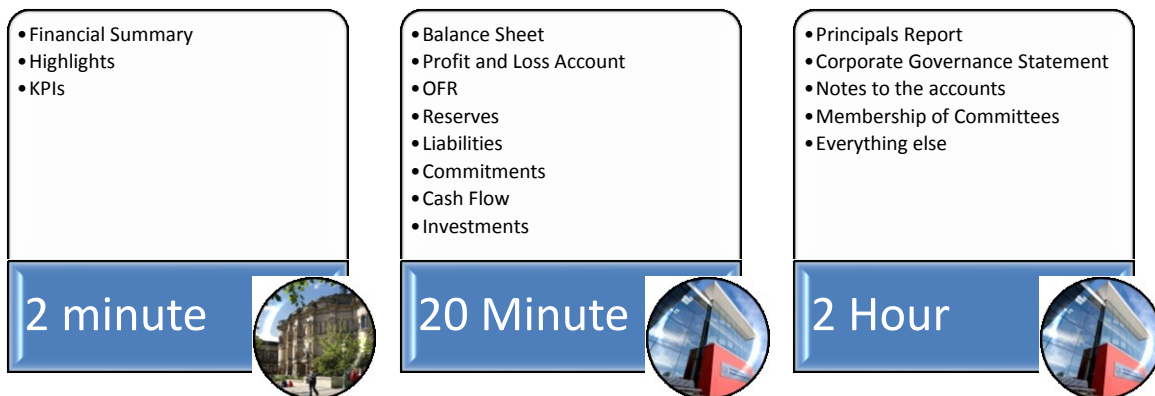 •Financial Summary
•Highlights
•KPIs
2 minute
•Balance Sheet
•Profit and Loss Account
•OFR
•Reserves
•Liabilities
•Commitments
•Cash Flow
•Investments
20 Minute
•Principals Report
•Corporate Governance Statement
•Notes to the accounts
•Membership of Committees
•Everything else
2 Hour